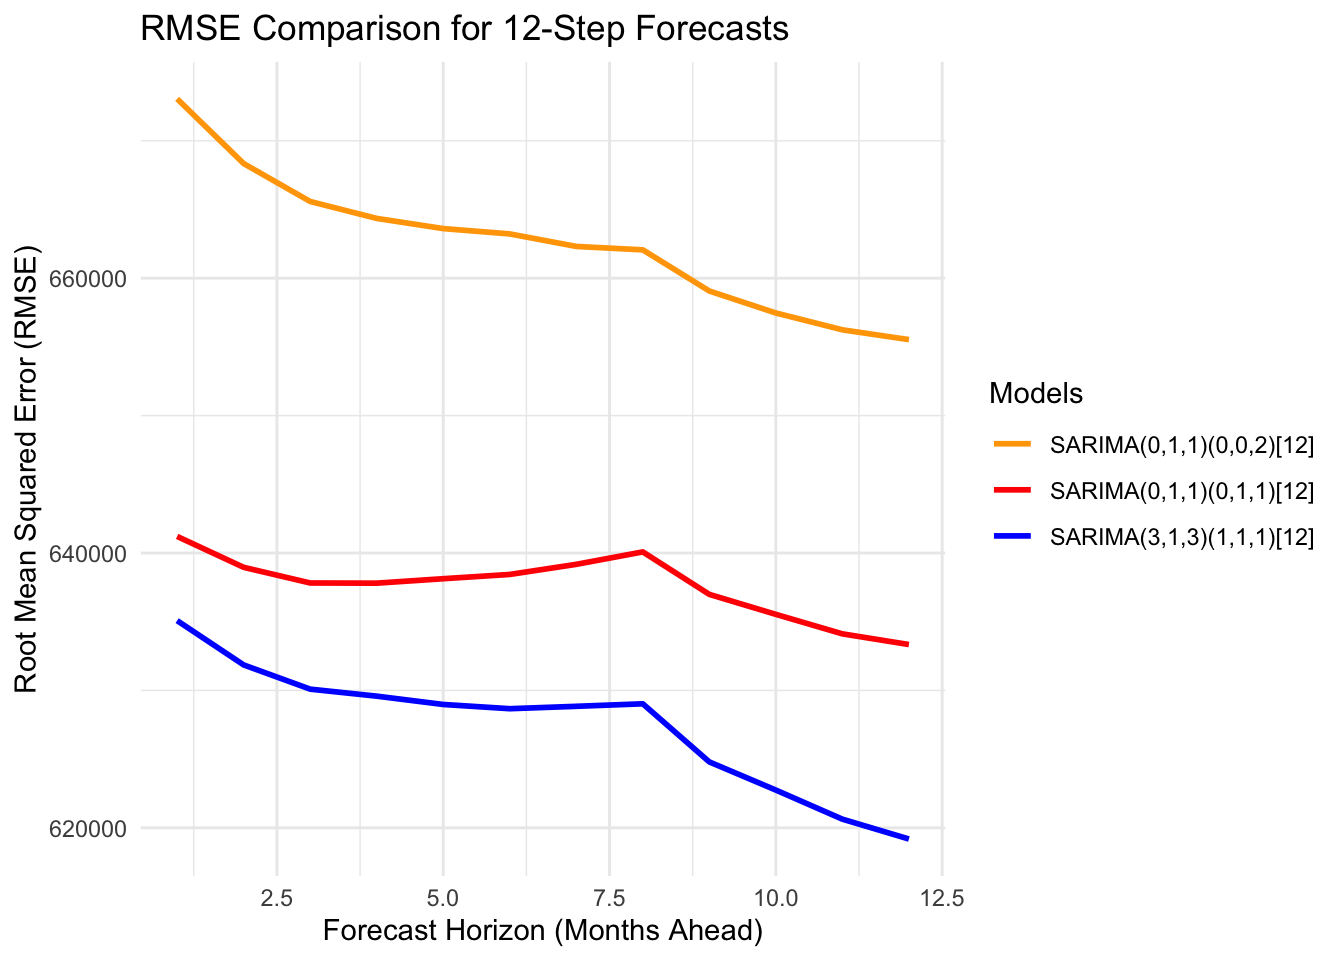 RMSE Comparison for 12-Step Forecasts
Root Mean Squared Error (RMSE)
660000
640000
620000
2.5 5.0 7.5 10.0 12.5
Forecast Horizon (Months Ahead)
Models
SARIMA(0,1,1)(0,0,2)[12]
SARIMA(0,1,1)(0,1,1)[12]
SARIMA(3,1,3)(1,1,1)[12]